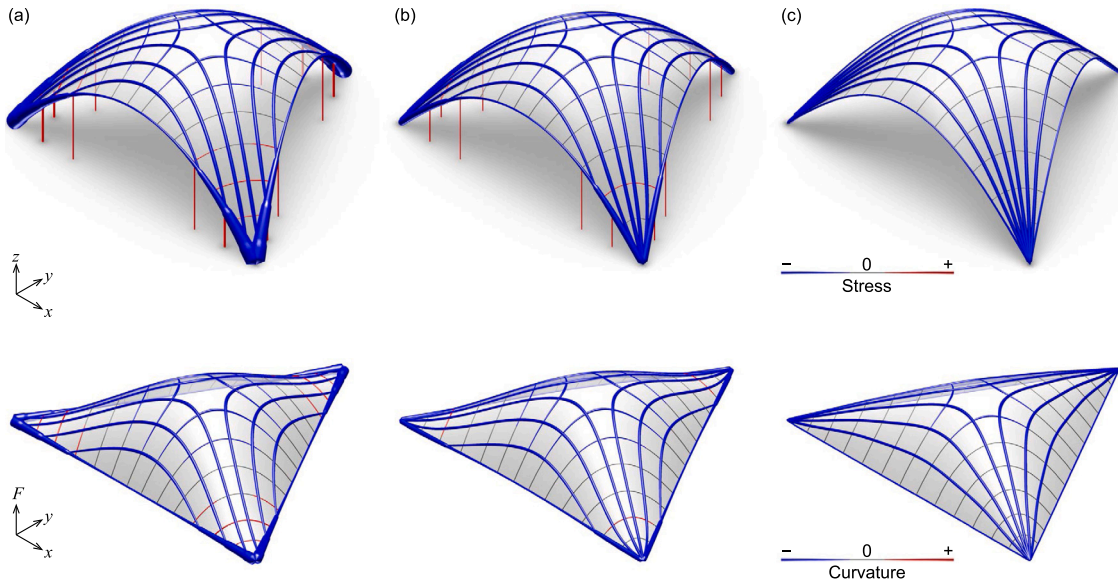 (a)
(b)
(c)
z
y
x
− 0 +
Stress
F
y
x
− 0 +
Curvature